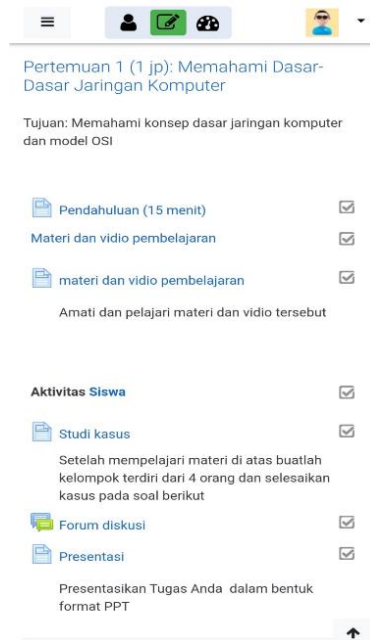 Pertemuan 1 (1 jp): Memahami Dasar-
Dasar Jaringan Komputer
Tujuan: Memahami konsep dasar jaringan komputer
dan model OSI
Pendahuluan (15 menit)
Materi dan vidio pembelajaran
materi dan vidio pembelajaran
Amati dan pelajari materi dan vidio tersebut
Aktivitas Siswa
Studi kasus
Setelah mempelajari materi di atas buatlah
kelompok terdiri dari 4 orang dan selesaikan
kasus pada soal berikut
Forum diskusi
Presentasi
Presentasikan Tugas Anda dalam bentuk
format PPT